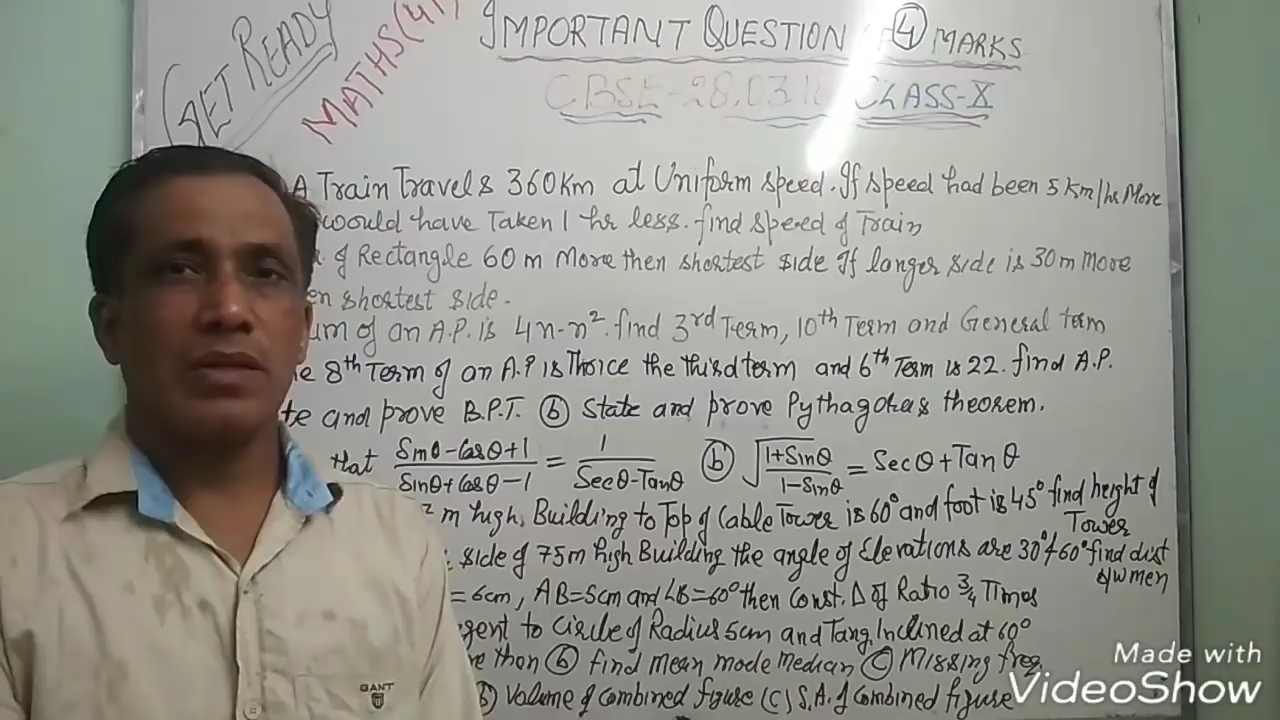 GET READY
MATHS(41)
IMPORTANT QUESTION 4 MARKS
CBSE-28.03.18 CLASS-X
A Train Travels 360Km at Uniform speed. If speed had been 5 km/hr More
would have Taken 1 hr less. find speed of Train
of Rectangle 60 m More then shortest side If longer side is 30m more
en shortest side.
um of an A.P. is 4n-n². find 3rd Term, 10th Term and General term
e 8th Term of an A.P is Thoice the third term and 6th Term is 22. find A.P.
te and prove B.P.T. (b) State and prove Pythagoras theorem.
that (Sinθ-Cosθ+1)/(Sinθ+Cosθ-1) = 1/(Secθ-Tanθ) (b) √(1+Sinθ)/(1-Sinθ) = Secθ+Tanθ
m high, Building to Top of Cable Tower is 60° and foot is 45° find height of
Tower
side of 75m high Building the angle of Elevations are 30° & 60° find dist
b/w men
= 6cm, AB=5cm and ∠B=60° then Const. Δ of Ratio 3/4 Times
gent to Circle of Radius 5cm and Tang. Inclined at 60°
re than (b) find mean mode Median (C) Missing freq.
(b) Volume of combined figure (C) S.A. of Combined figure
GANT
Made with
VideoShow